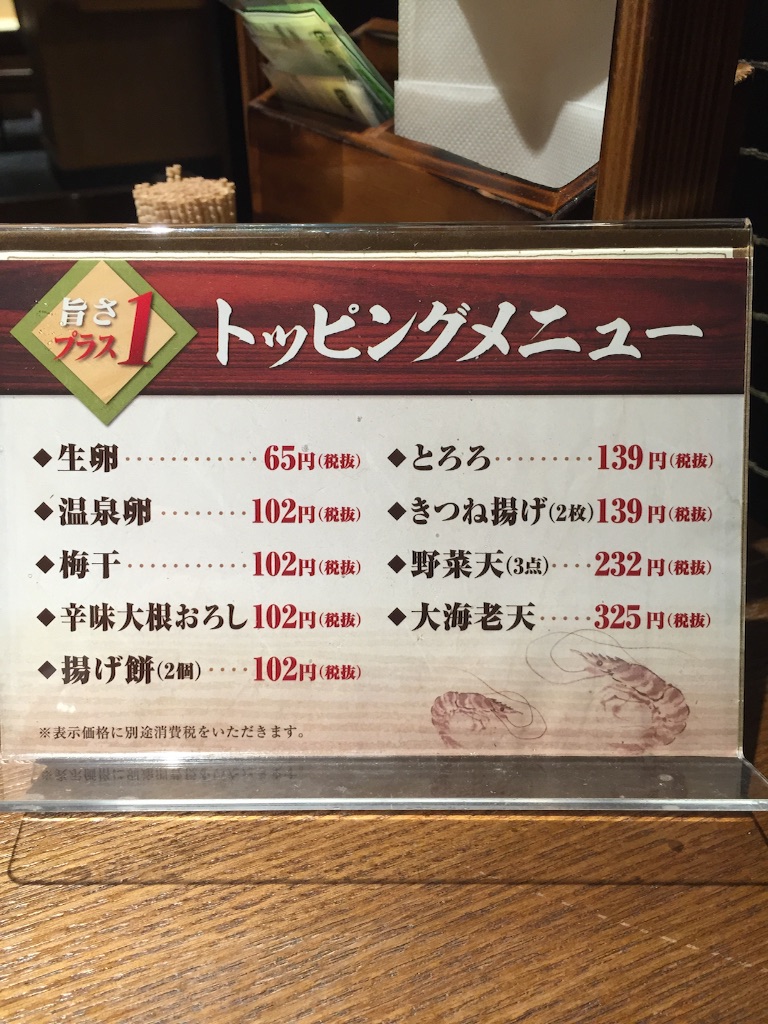 旨さ
プラス1
トッピングメニュー
◆生卵············65円(税抜)
◆温泉卵········102円(税抜)
◆梅干···········102円(税抜)
◆辛味大根おろし102円(税抜)
◆揚げ餅(2個)····102円(税抜)
◆とろろ·········139円(税抜)
◆きつね揚げ(2枚)139円(税抜)
◆野菜天(3点)····232円(税抜)
◆大海老天·····325円(税抜)
※表示価格に別途消費税をいただきます。